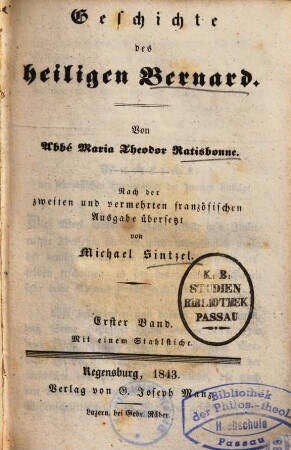 Geschichte
des
heiligen Bernard.
Von
Abbé Maria Theodor Ratisbonne.
Nach der
zweiten und vermehrten französischen
Ausgabe übersetzt
von
Michael Sintzel.
K. B.
STUDIEN
BIBLIOTHEK
PASSAU
Erster Band.
Mit einem Stahlstiche.
Regensburg, 1843.
Verlag von G. Joseph Manz.
Luzern, bei Gebr. Räber.
Bibliothek
der Philos.-theol.
Hochschule
Passau